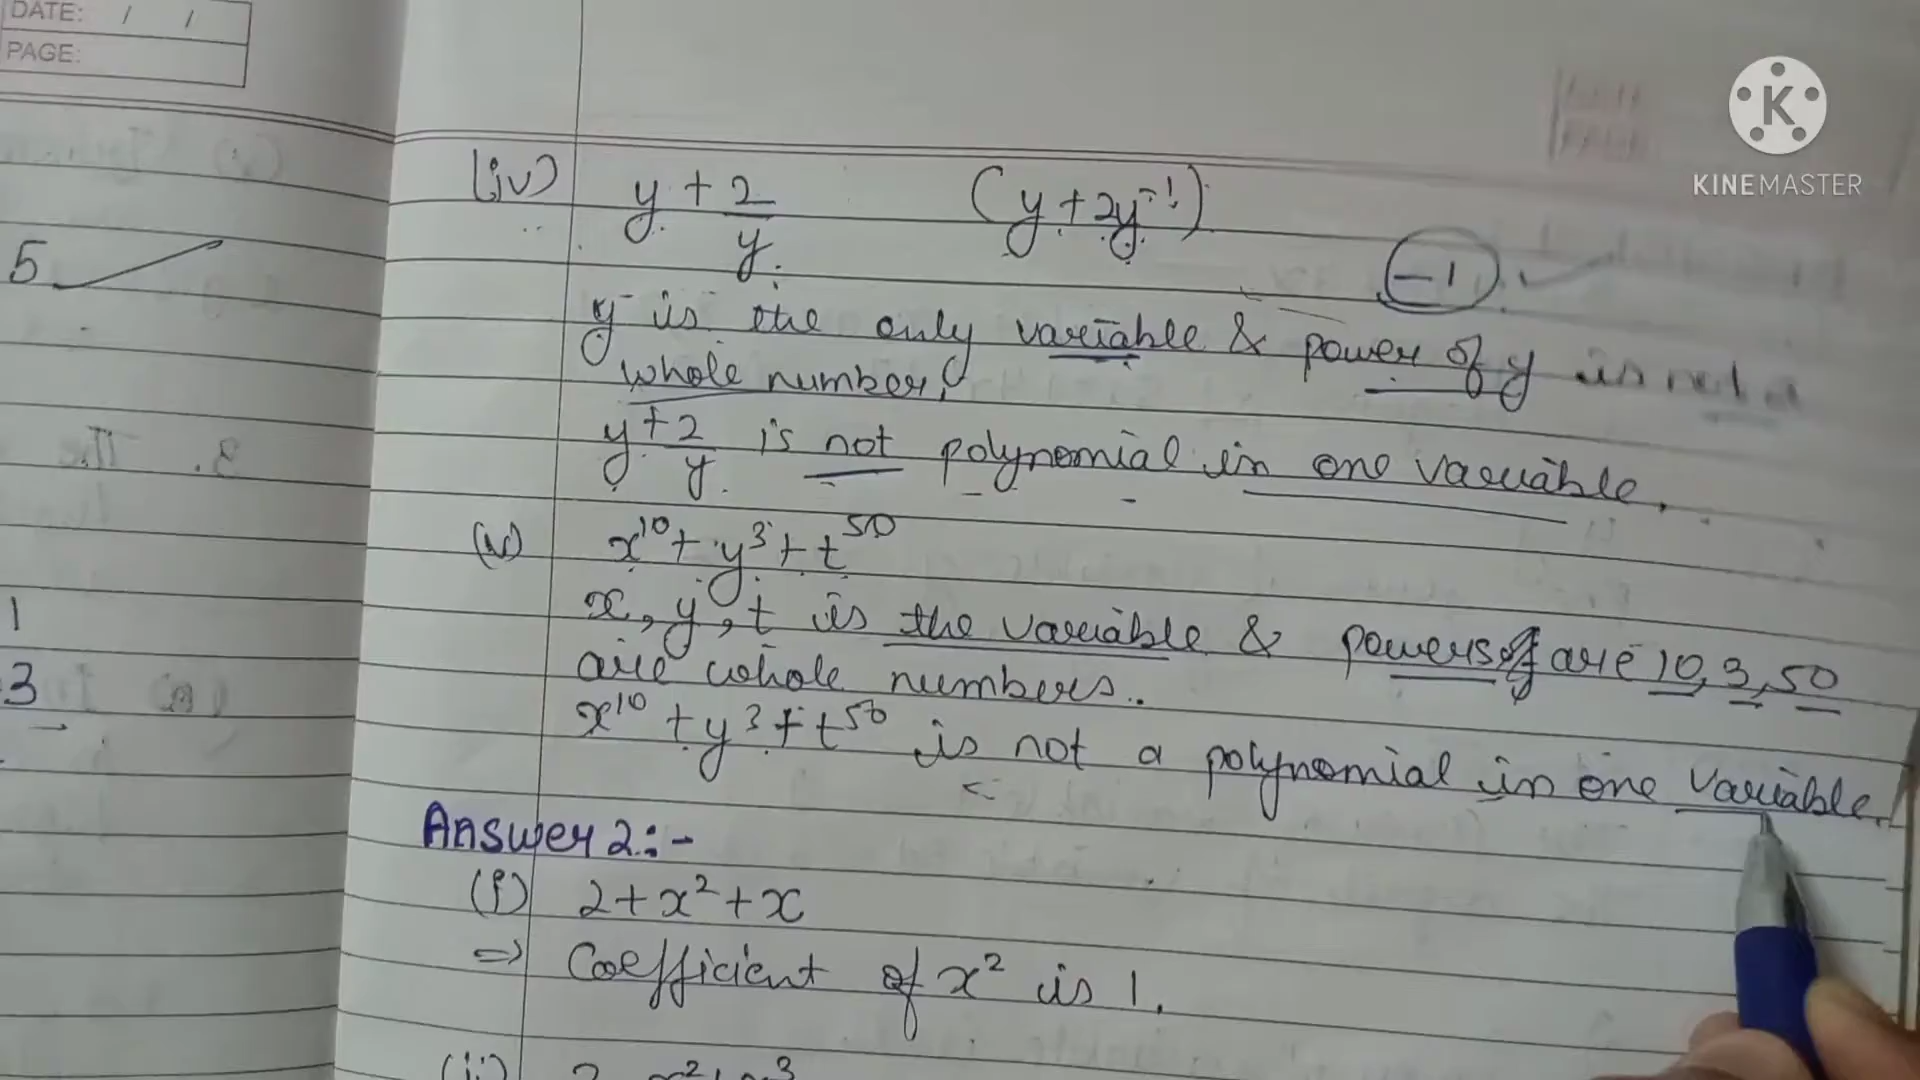 DATE: / /
PAGE:
KINEMASTER
5
1
3
(iv) y + 2/y (y + 2y⁻¹)
-1
y is the only variable & power of y is not a
whole number.
y + 2/y is not polynomial in one variable.
(v) x¹⁰ + y³ + t⁵⁰
x, y, t is the variable & powers of are 10, 3, 50
are whole numbers..
x¹⁰ + y³ + t⁵⁰ is not a polynomial in one variable.
Answer 2:-
(i) 2 + x² + x
⇒ Coefficient of x² is 1.
(ii)